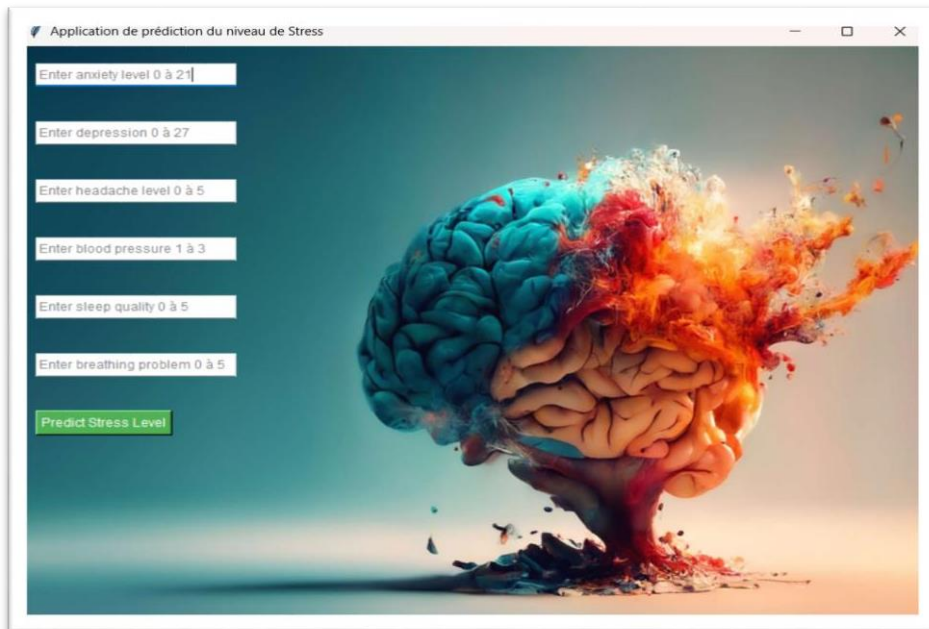 Application de prédiction du niveau de Stress
Enter anxiety level 0 à 21
Enter depression 0 à 27
Enter headache level 0 à 5
Enter blood pressure 1 à 3
Enter sleep quality 0 à 5
Enter breathing problem 0 à 5
Predict Stress Level